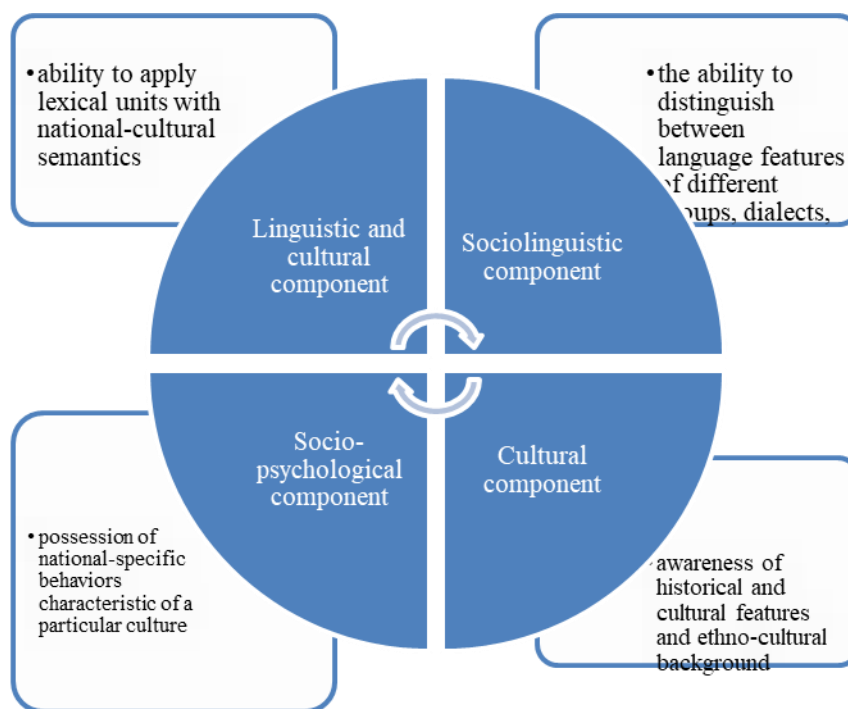 •ability to apply
lexical units with
national-cultural
semantics
•the ability to
distinguish
between
language features
of different
groups, dialects,
Linguistic and
cultural
component
Sociolinguistic
component
Socio-
psychological
component
Cultural
component
•possession of
national-specific
behaviors
characteristic of a
particular culture
•awareness of
historical and
cultural features
and ethno-cultural
background